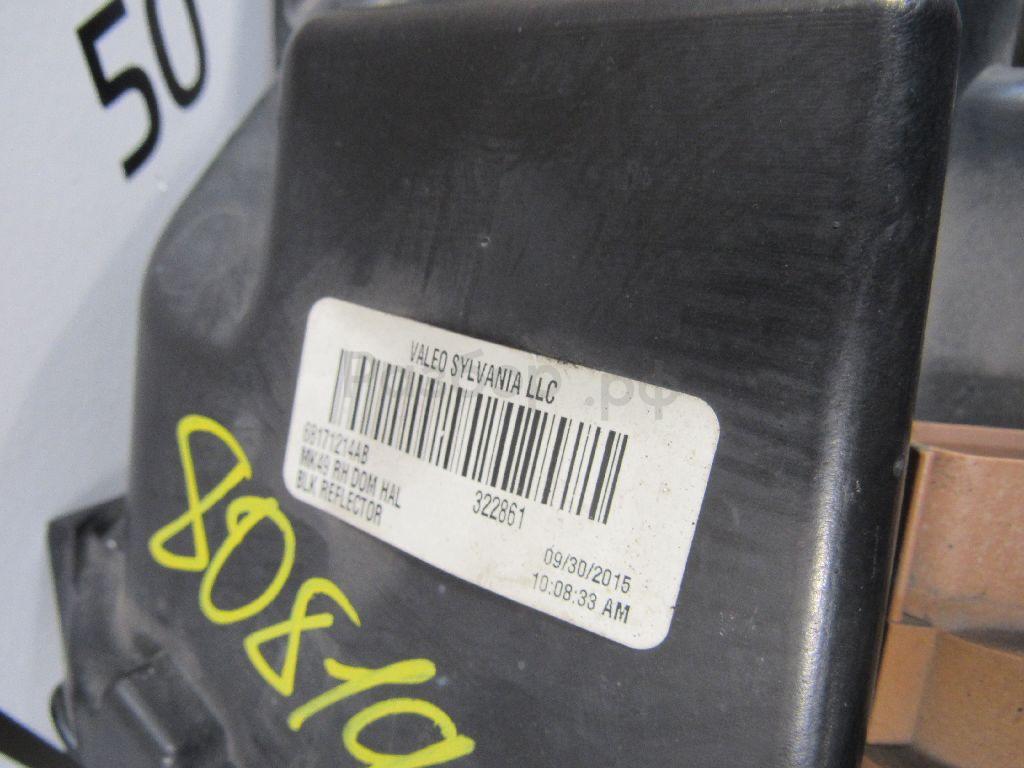 50
VALEO SYLVANIA LLC
68171214AB
MK49 RH DOM HAL
BLK REFLECTOR
322861
09/30/2015
10:08:33 AM
.рф